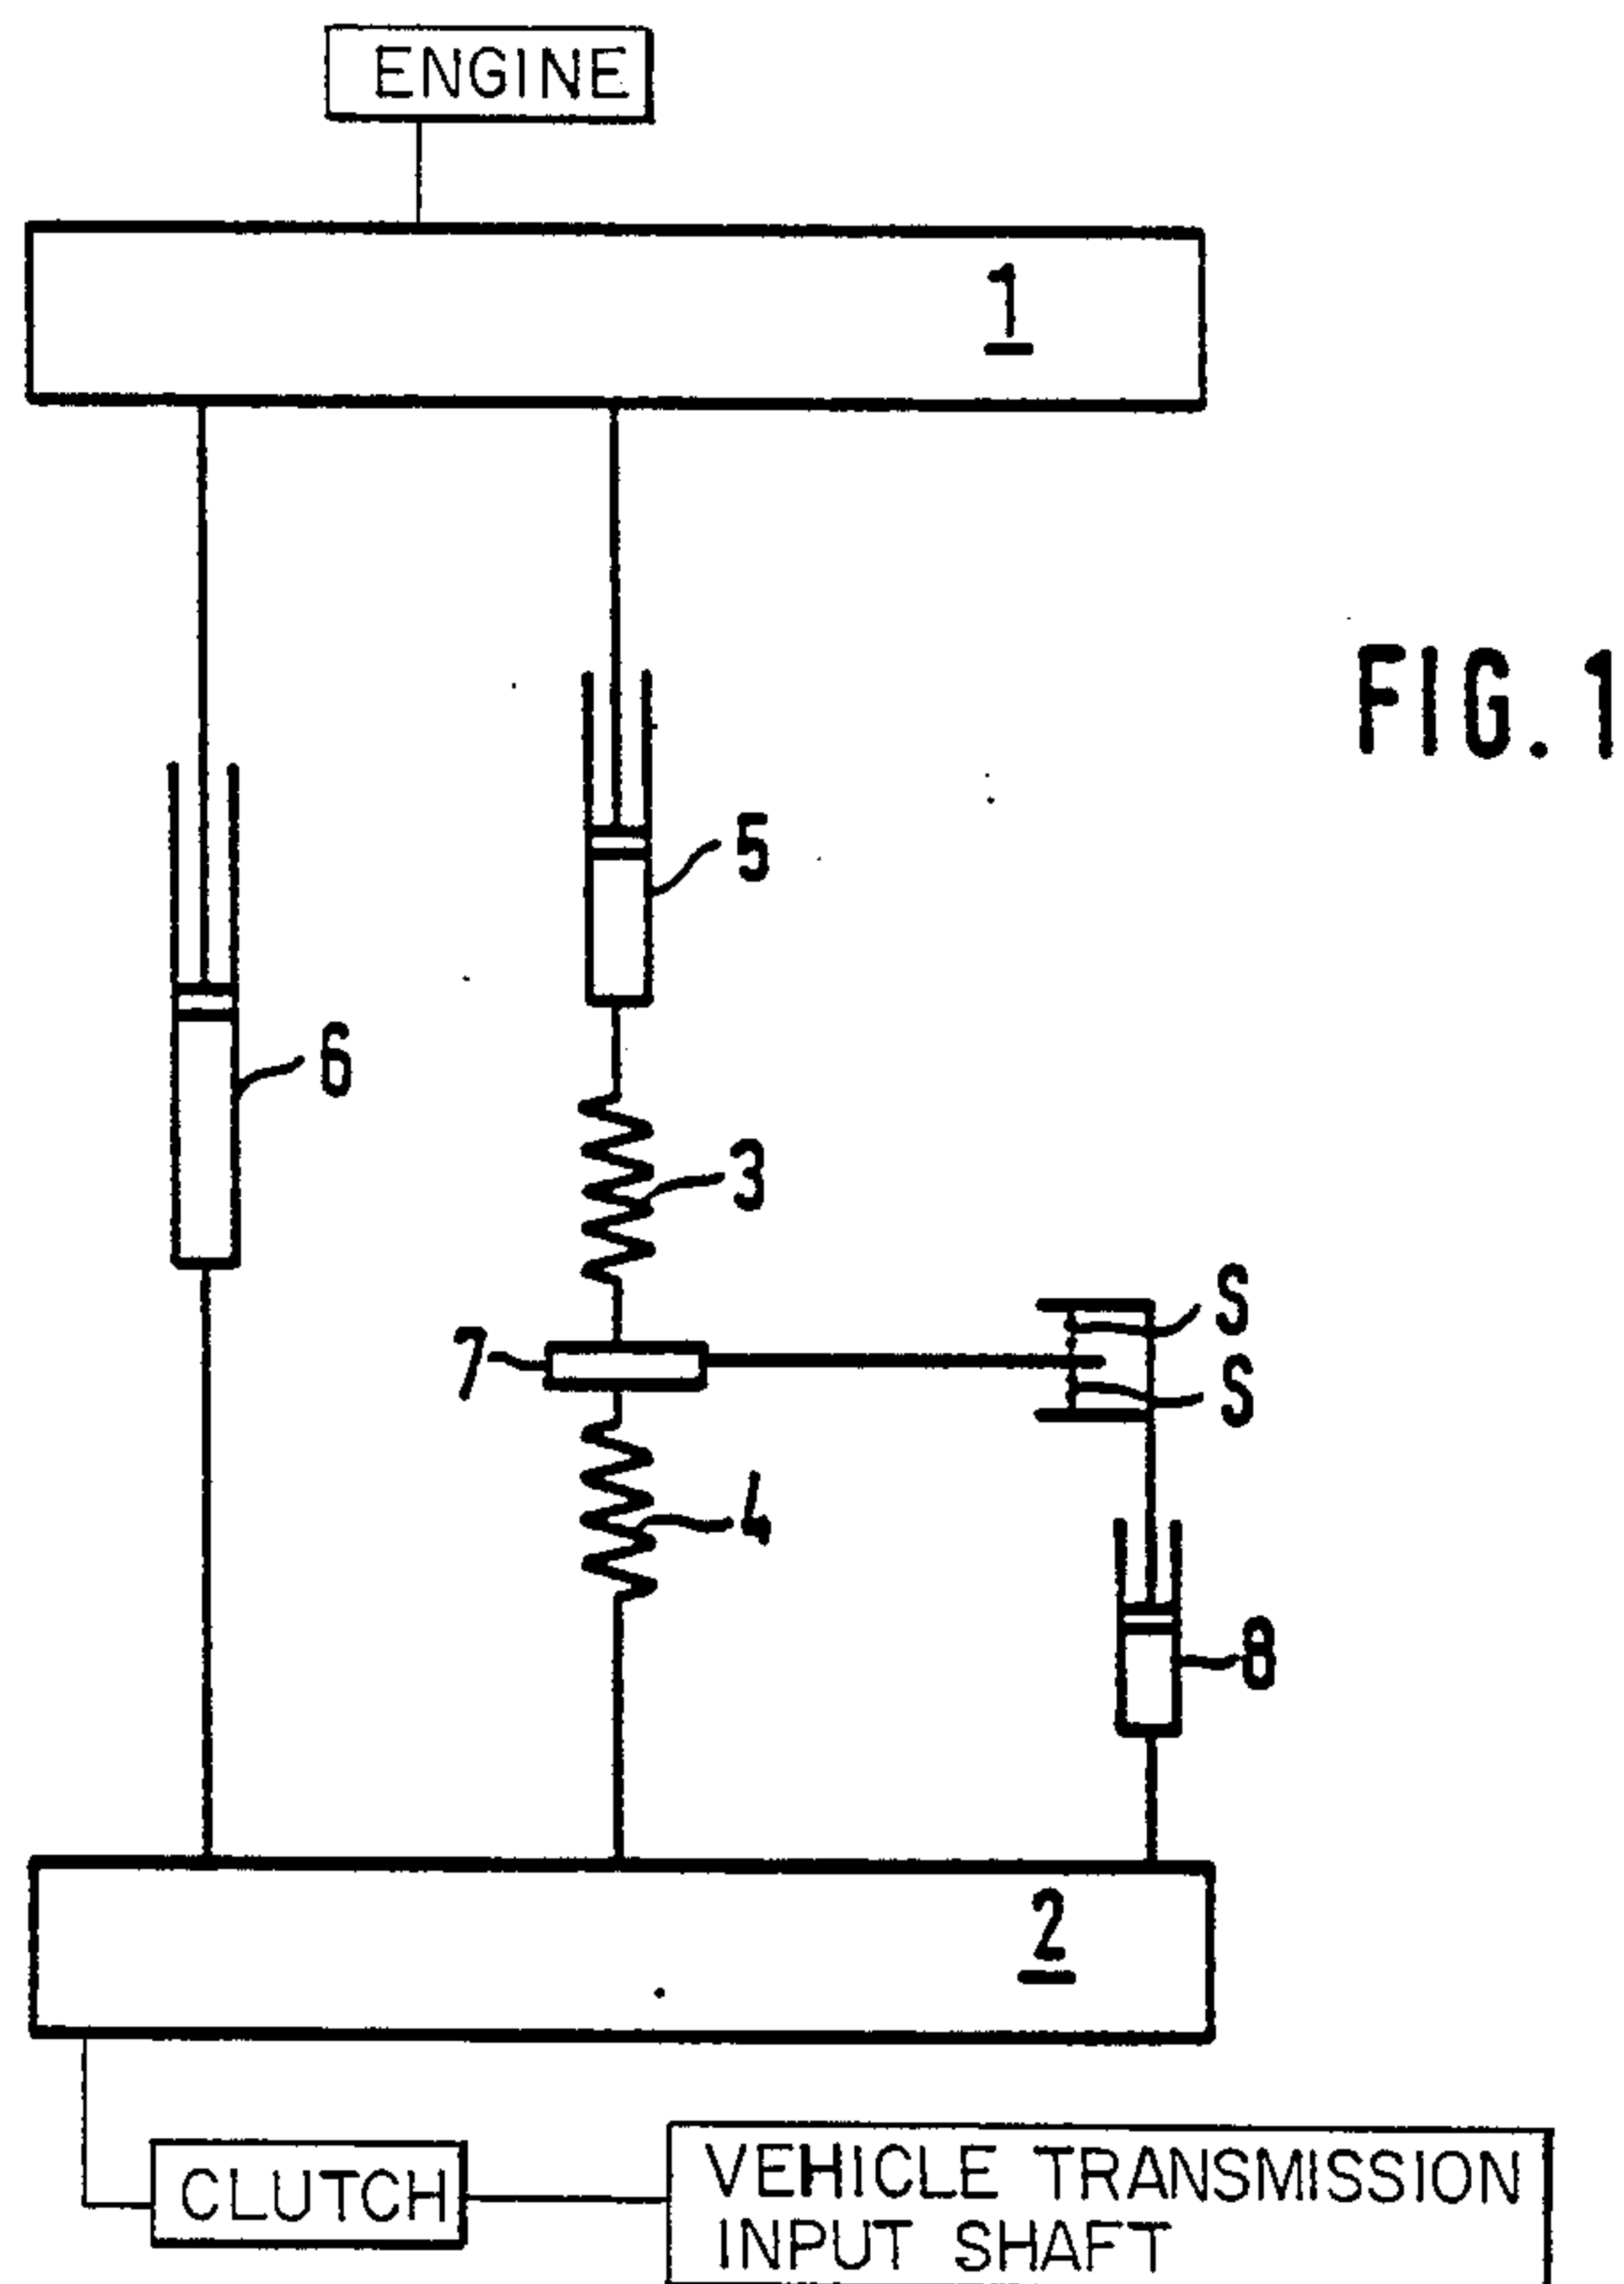 ENGINE
1
FIG. 1
5
6
3
S
7
S
4
8
2
CLUTCH
VEHICLE TRANSMISSION
INPUT SHAFT